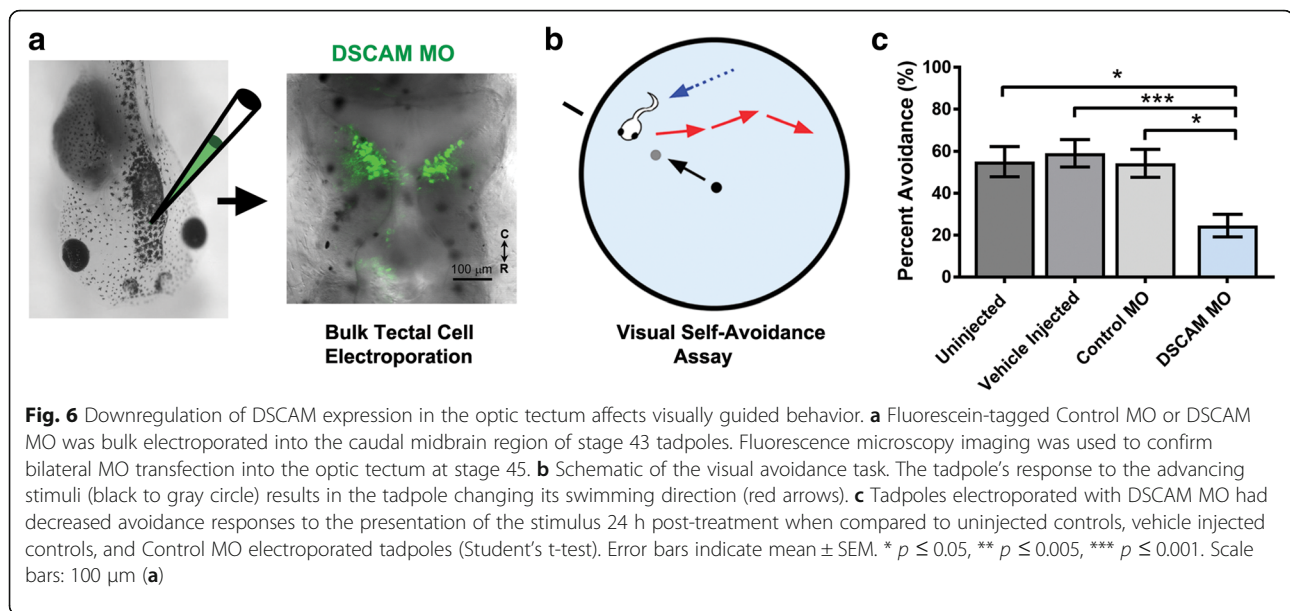 a
DSCAM MO
C
R
100 μm
Bulk Tectal Cell
Electroporation
b
Visual Self-Avoidance
Assay
c
Percent Avoidance (%)
100
80
60
40
20
0
*
***
*
Uninjected
Vehicle Injected
Control MO
DSCAM MO
Fig. 6 Downregulation of DSCAM expression in the optic tectum affects visually guided behavior. a Fluorescein-tagged Control MO or DSCAM
MO was bulk electroporated into the caudal midbrain region of stage 43 tadpoles. Fluorescence microscopy imaging was used to confirm
bilateral MO transfection into the optic tectum at stage 45. b Schematic of the visual avoidance task. The tadpole's response to the advancing
stimuli (black to gray circle) results in the tadpole changing its swimming direction (red arrows). c Tadpoles electroporated with DSCAM MO had
decreased avoidance responses to the presentation of the stimulus 24 h post-treatment when compared to uninjected controls, vehicle injected
controls, and Control MO electroporated tadpoles (Student's t-test). Error bars indicate mean ± SEM. * p ≤ 0.05, ** p ≤ 0.005, *** p ≤ 0.001. Scale
bars: 100 μm (a)